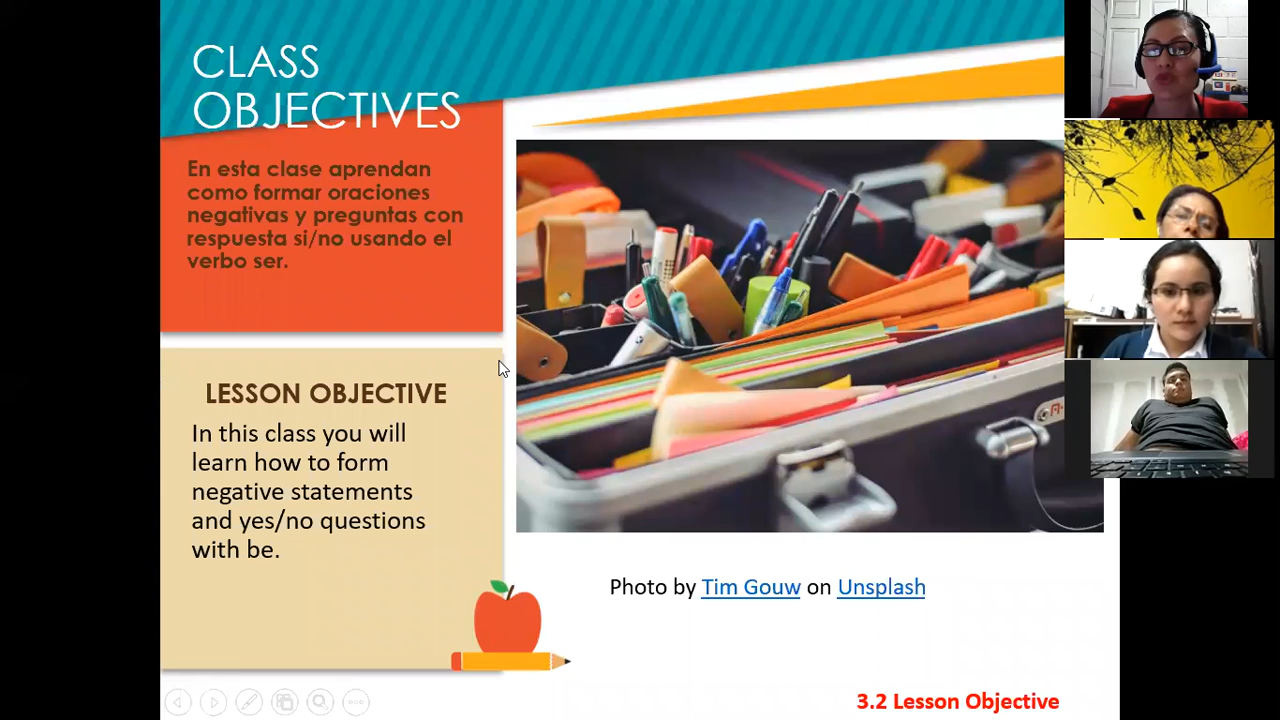 CLASS
OBJECTIVES
En esta clase aprendan
como formar oraciones
negativas y preguntas con
respuesta si/no usando el
verbo ser.
LESSON OBJECTIVE
In this class you will
learn how to form
negative statements
and yes/no questions
with be.
Photo by Tim Gouw on Unsplash
3.2 Lesson Objective